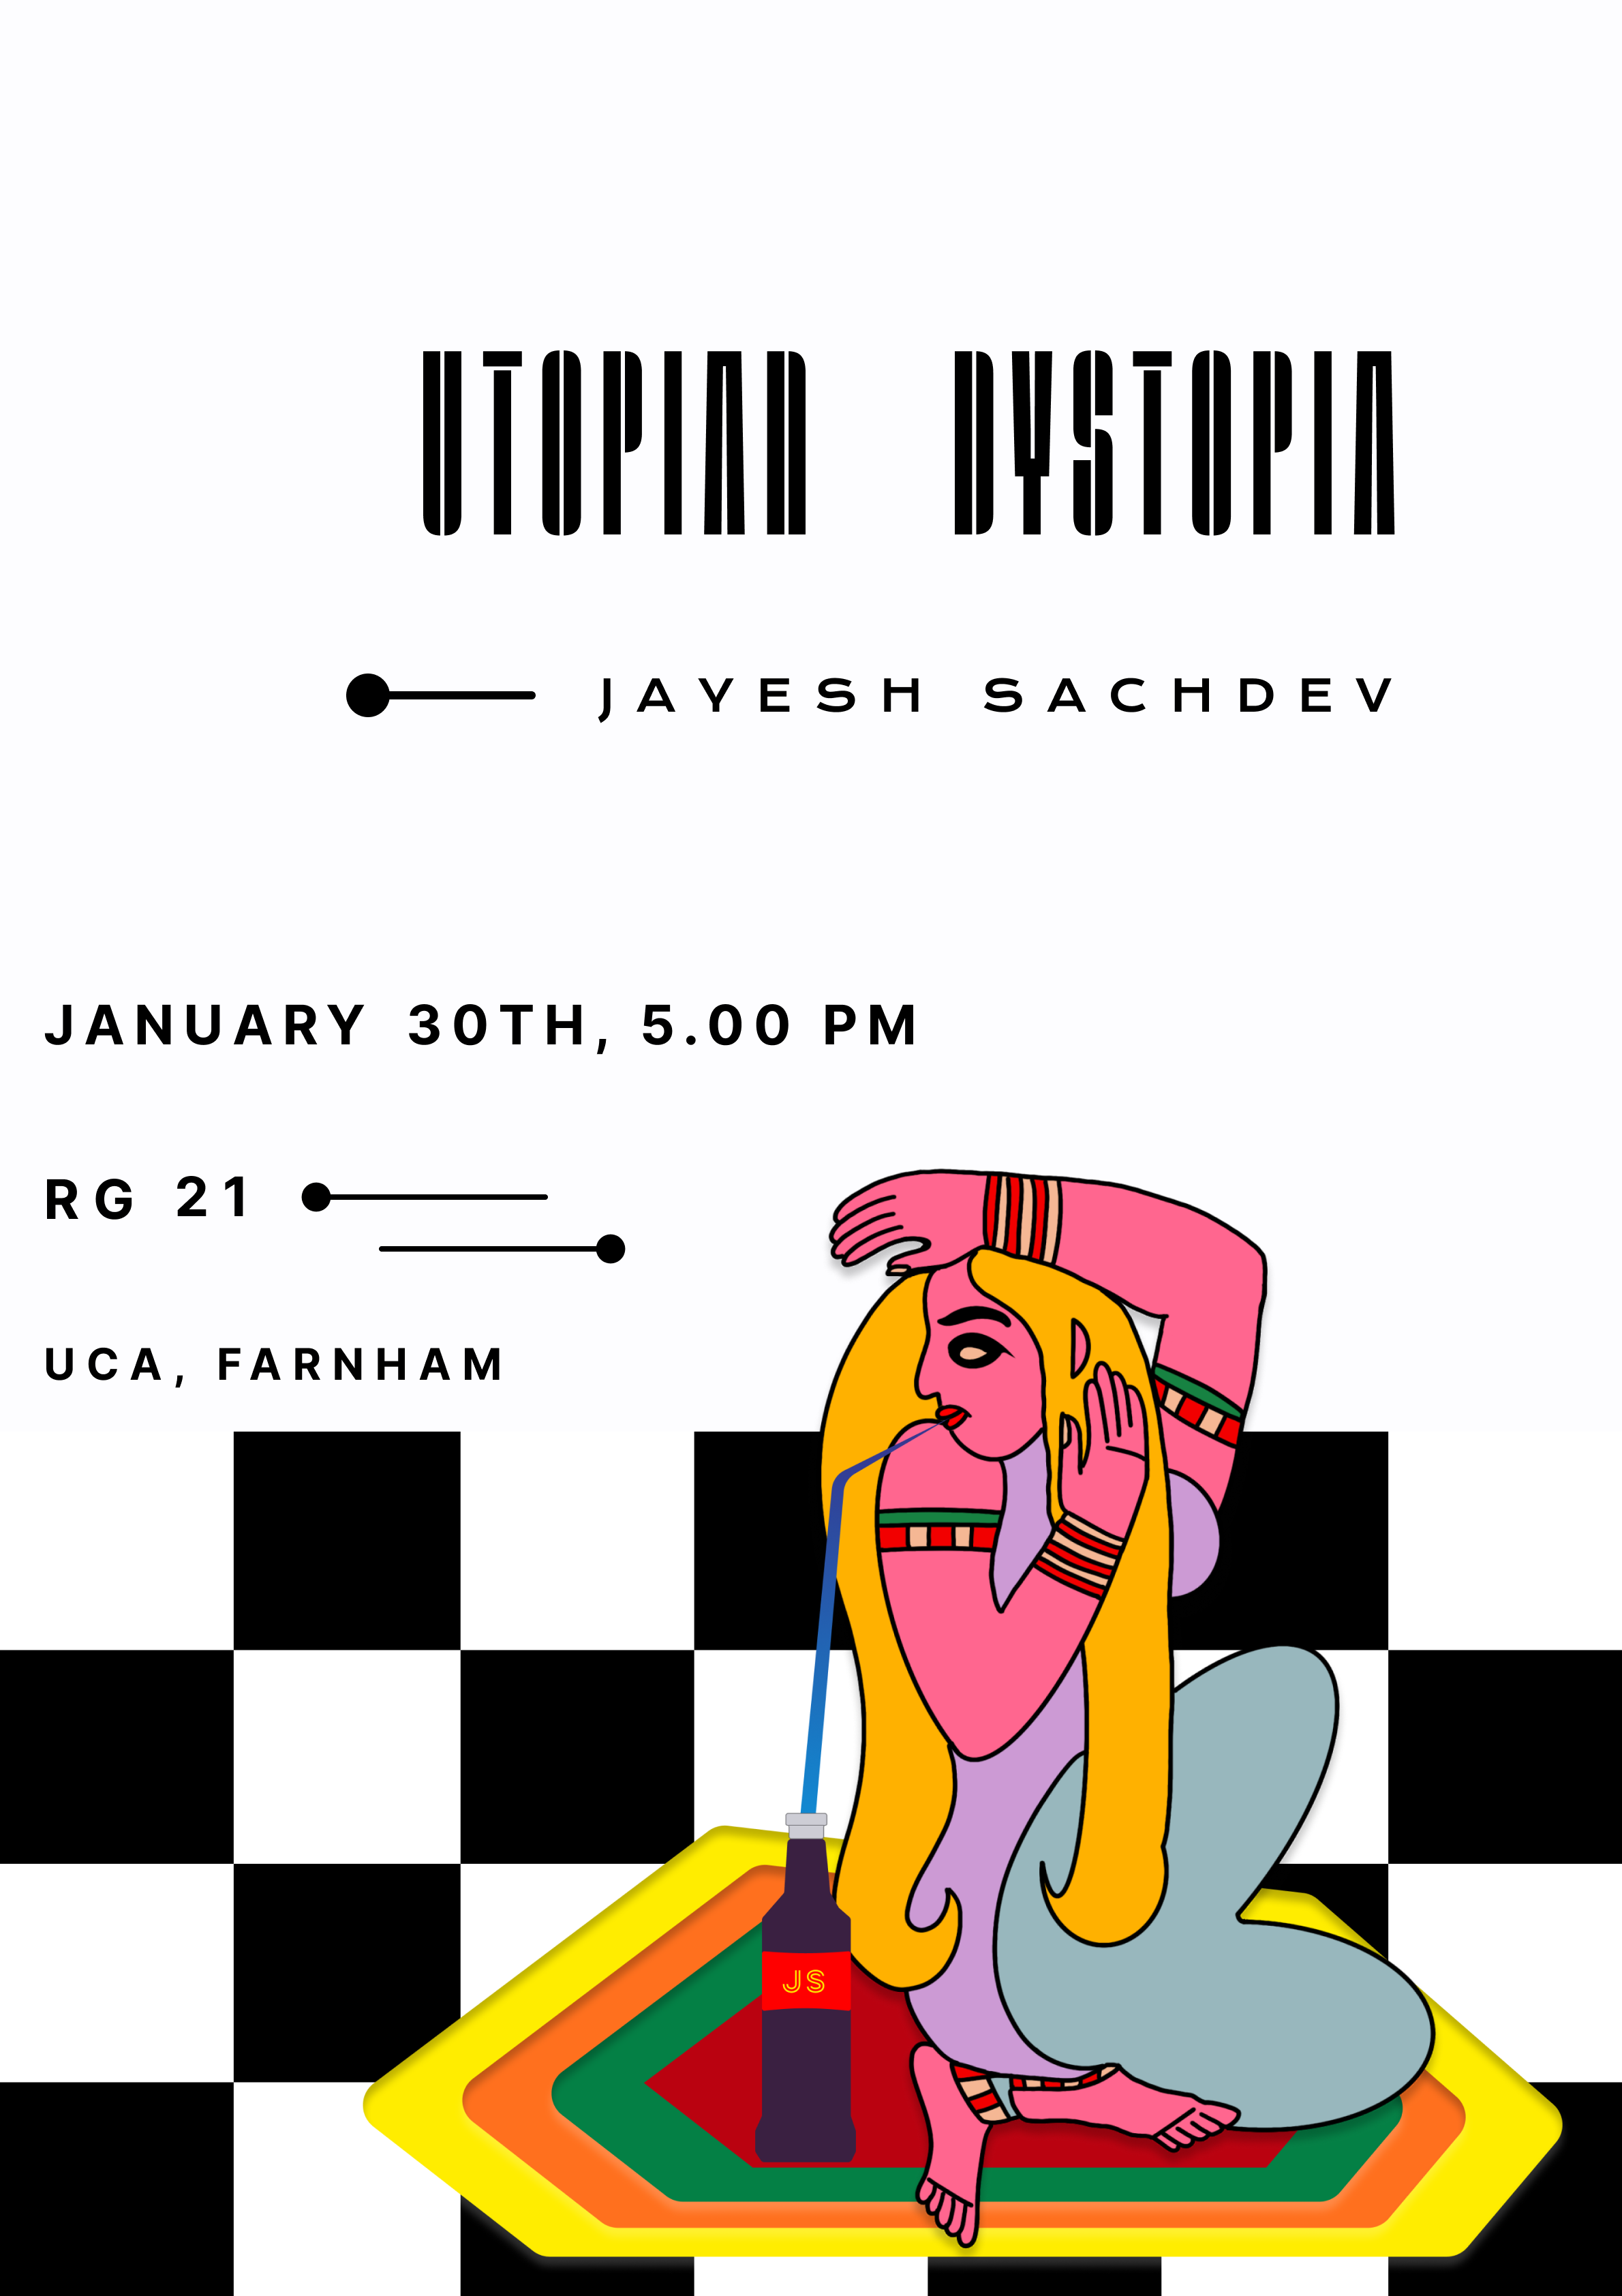 UTOPIAN DYSTOPIA
JAYESH SACHDEV
JANUARY 30TH, 5.00 PM
RG 21
UCA, FARNHAM
JS